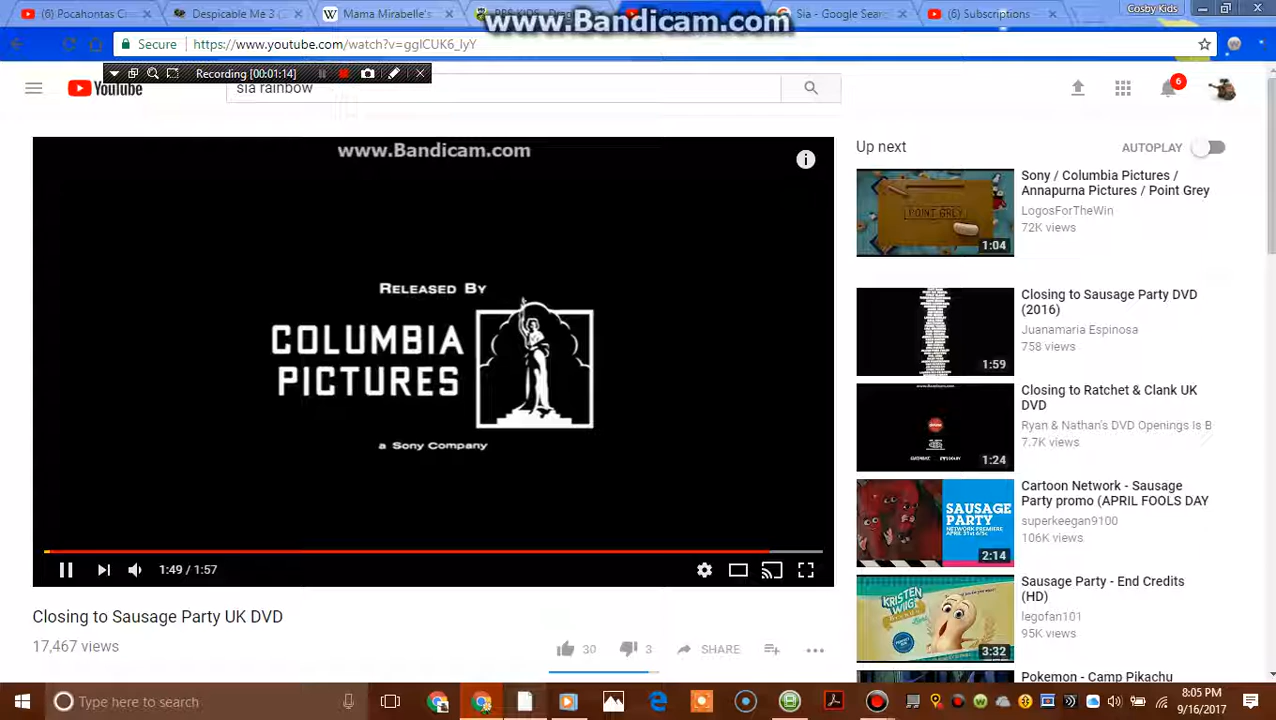 (6) Pocahontas
Despicable Me 3
Mama Mirabelle's
Sia - Google Sear
(6) Subscriptions
Cosby Kids
www.Bandicam.com
Secure
https://www.youtube.com/watch?v=gglCUK6_lyY
Recording [00:01:14]
YouTube
sia rainbow
6
www.Bandicam.com
RELEASED BY
COLUMBIA
PICTURES
a Sony Company
1:49 / 1:57
Closing to Sausage Party UK DVD
17,467 views
30
3
SHARE
Up next
AUTOPLAY
POINT GREY
1:04
Sony / Columbia Pictures /
Annapurna Pictures / Point Grey
LogosForTheWin
72K views
1:59
Closing to Sausage Party DVD
(2016)
Juanamaria Espinosa
758 views
1:24
Closing to Ratchet & Clank UK
DVD
Ryan & Nathan's DVD Openings Is B
7.7K views
SAUSAGE
PARTY
2:14
Cartoon Network - Sausage
Party promo (APRIL FOOLS DAY
superkeegan9100
106K views
KRISTEN
WIIG
3:32
Sausage Party - End Credits
(HD)
legofan101
95K views
Pokemon - Camp Pikachu
Type here to search
8:05 PM
9/16/2017